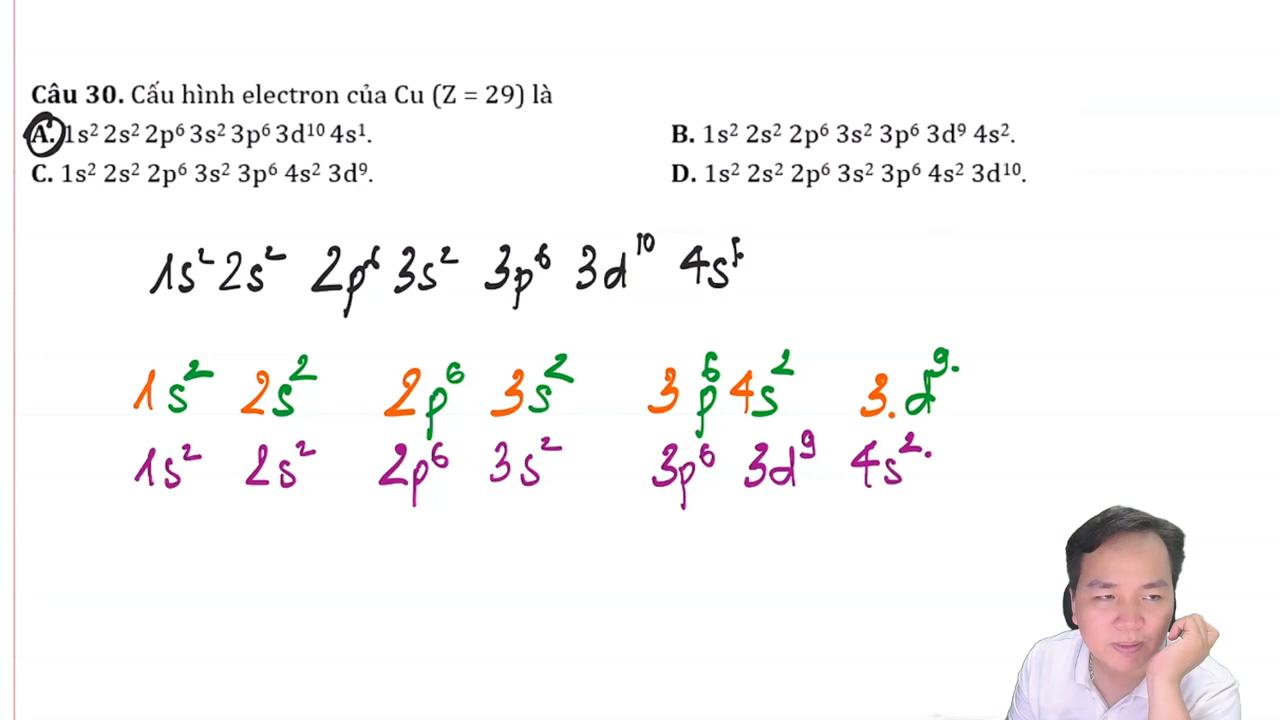 Câu 30. Cấu hình electron của Cu (Z = 29) là
A. 1s² 2s² 2p⁶ 3s² 3p⁶ 3d¹⁰ 4s¹. B. 1s² 2s² 2p⁶ 3s² 3p⁶ 3d⁹ 4s².
C. 1s² 2s² 2p⁶ 3s² 3p⁶ 4s² 3d⁹. D. 1s² 2s² 2p⁶ 3s² 3p⁶ 4s² 3d¹⁰.
1s² 2s² 2p⁶ 3s² 3p⁶ 3d¹⁰ 4s¹.
1s² 2s² 2p⁶ 3s² 3p⁶ 4s² 3.d⁹.
1s² 2s² 2p⁶ 3s² 3p⁶ 3d⁹ 4s².